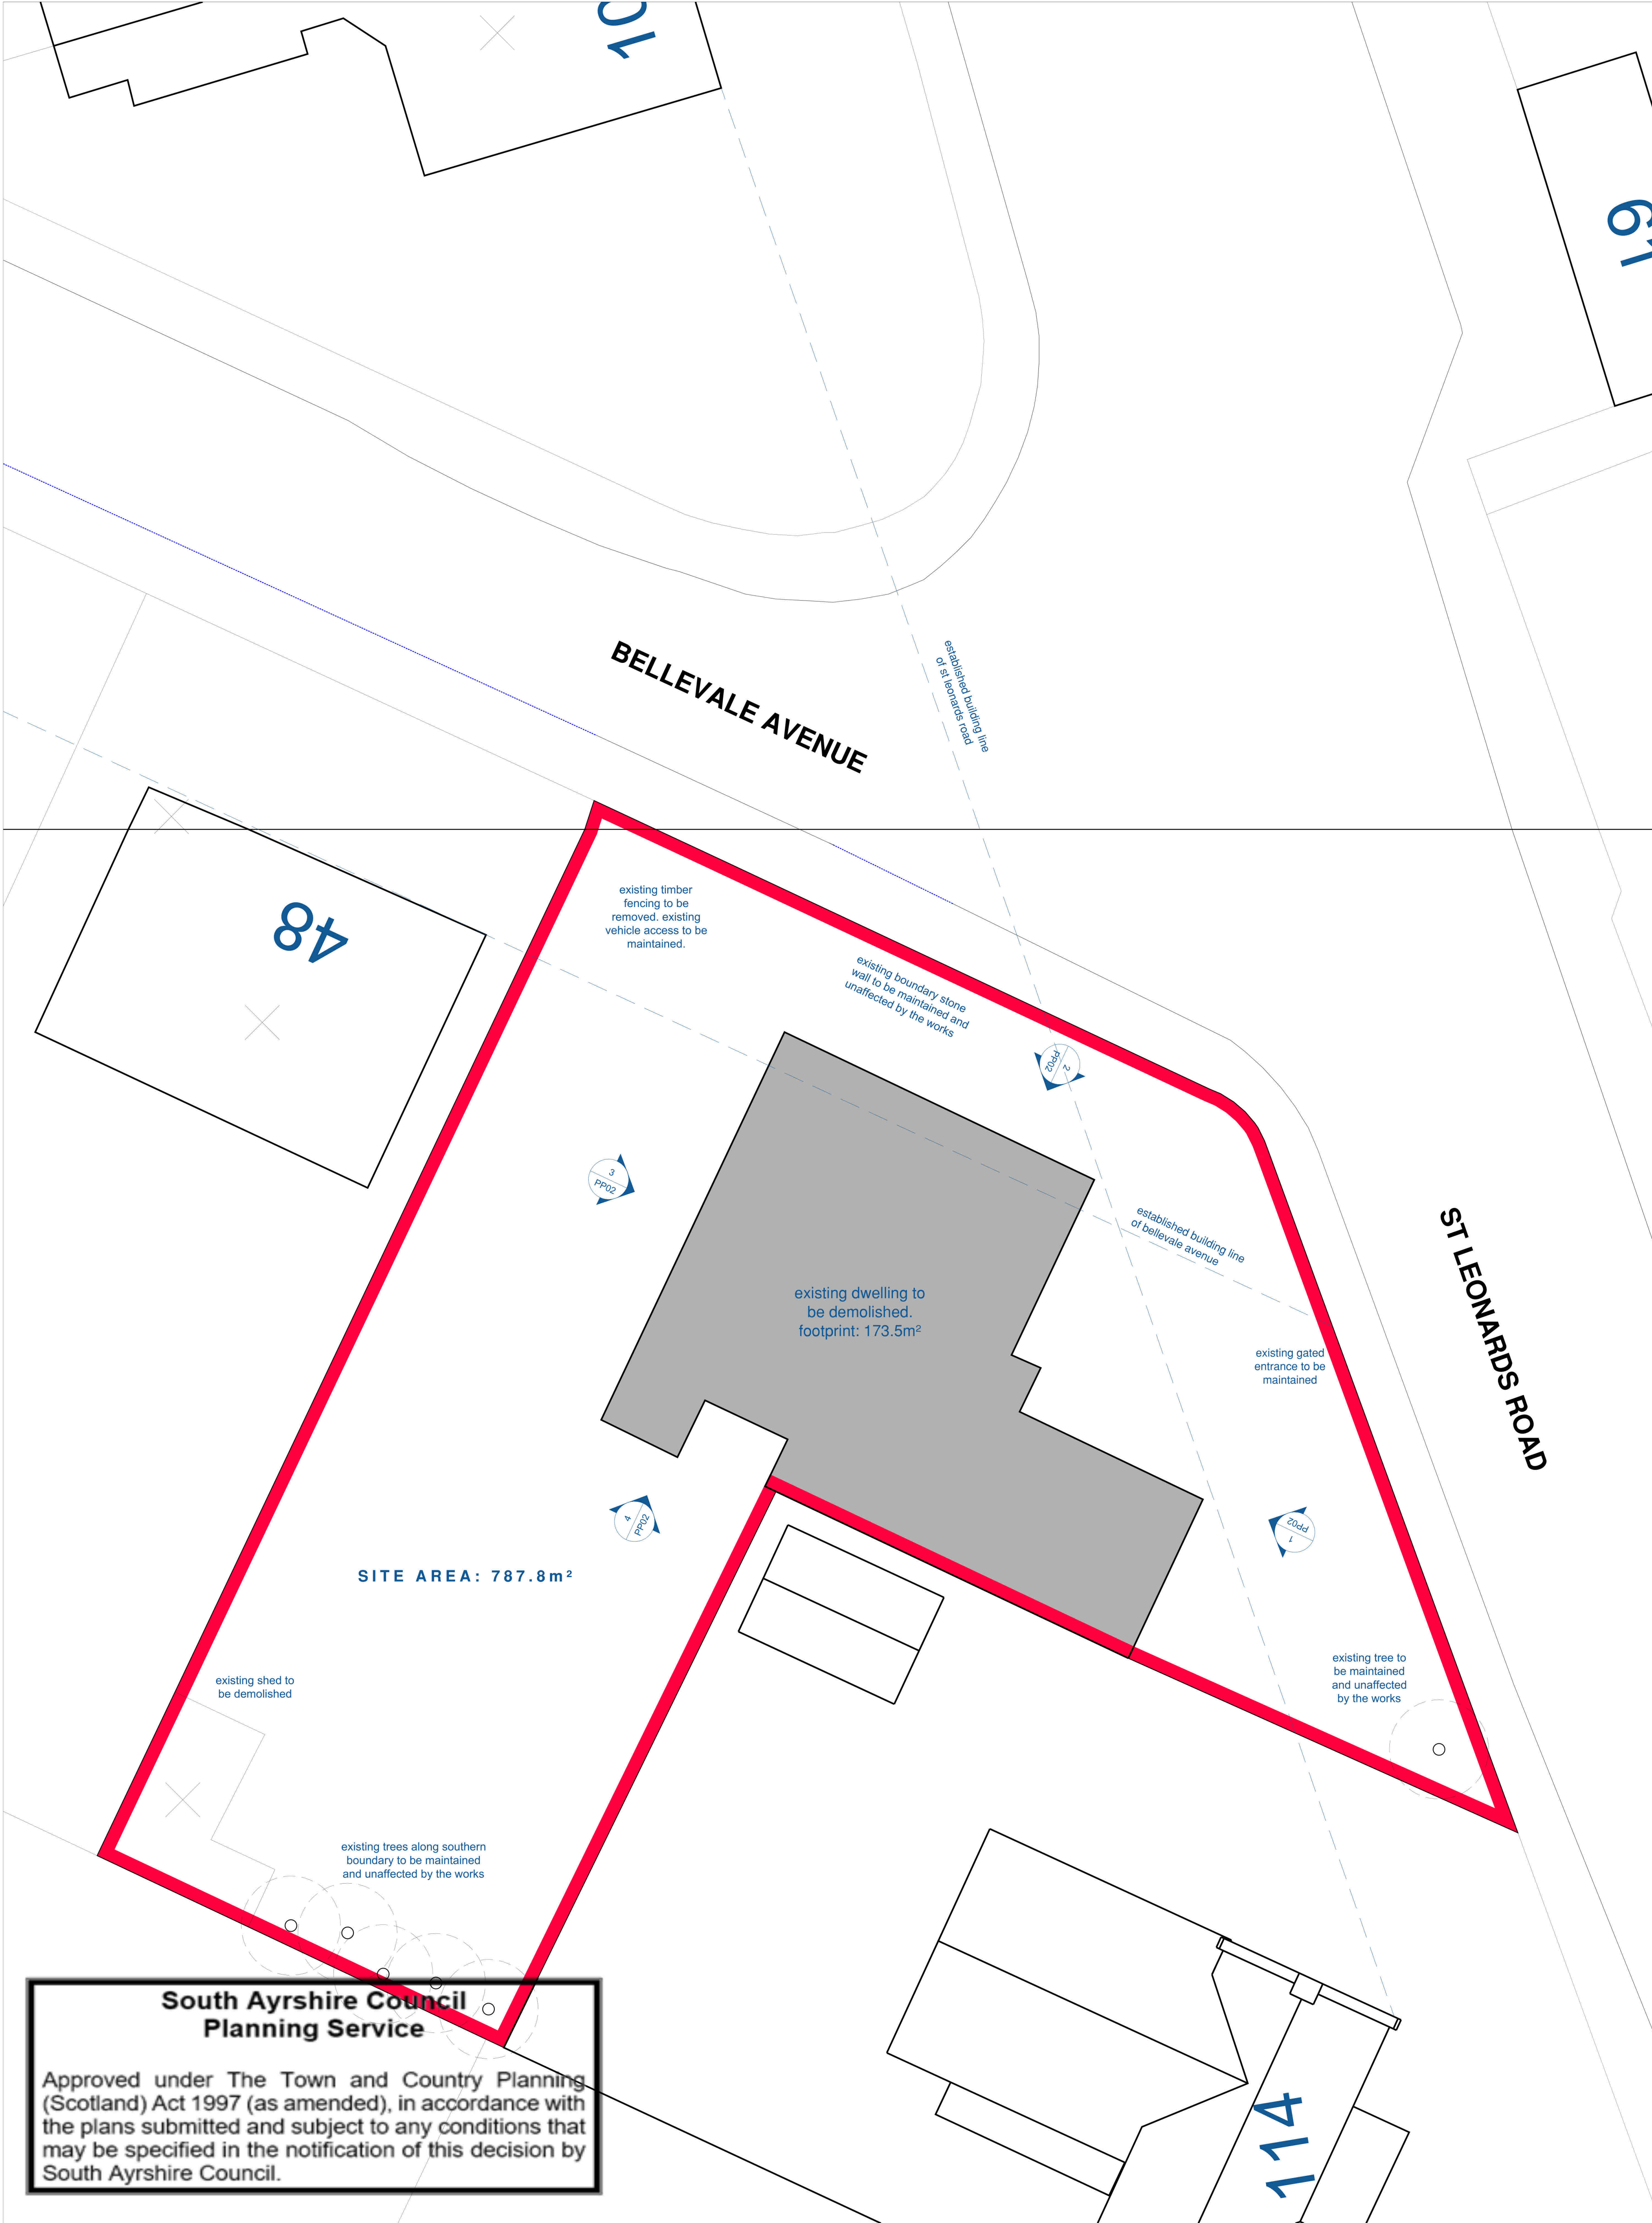 10
61
established building line
of st leonards road
BELLEVALE AVENUE
48
existing timber
fencing to be
removed. existing
vehicle access to be
maintained.
existing boundary stone
wall to be maintained and
unaffected by the works
2
PP02
3
PP02
established building line
of bellevale avenue
ST LEONARDS ROAD
existing dwelling to
be demolished.
footprint: 173.5m²
existing gated
entrance to be
maintained
4
PP02
1
PP02
SITE AREA: 787.8m²
existing shed to
be demolished
existing tree to
be maintained
and unaffected
by the works
existing trees along southern
boundary to be maintained
and unaffected by the works
South Ayrshire Council
Planning Service
Approved under The Town and Country Planning
(Scotland) Act 1997 (as amended), in accordance with
the plans submitted and subject to any conditions that
may be specified in the notification of this decision by
South Ayrshire Council.
114